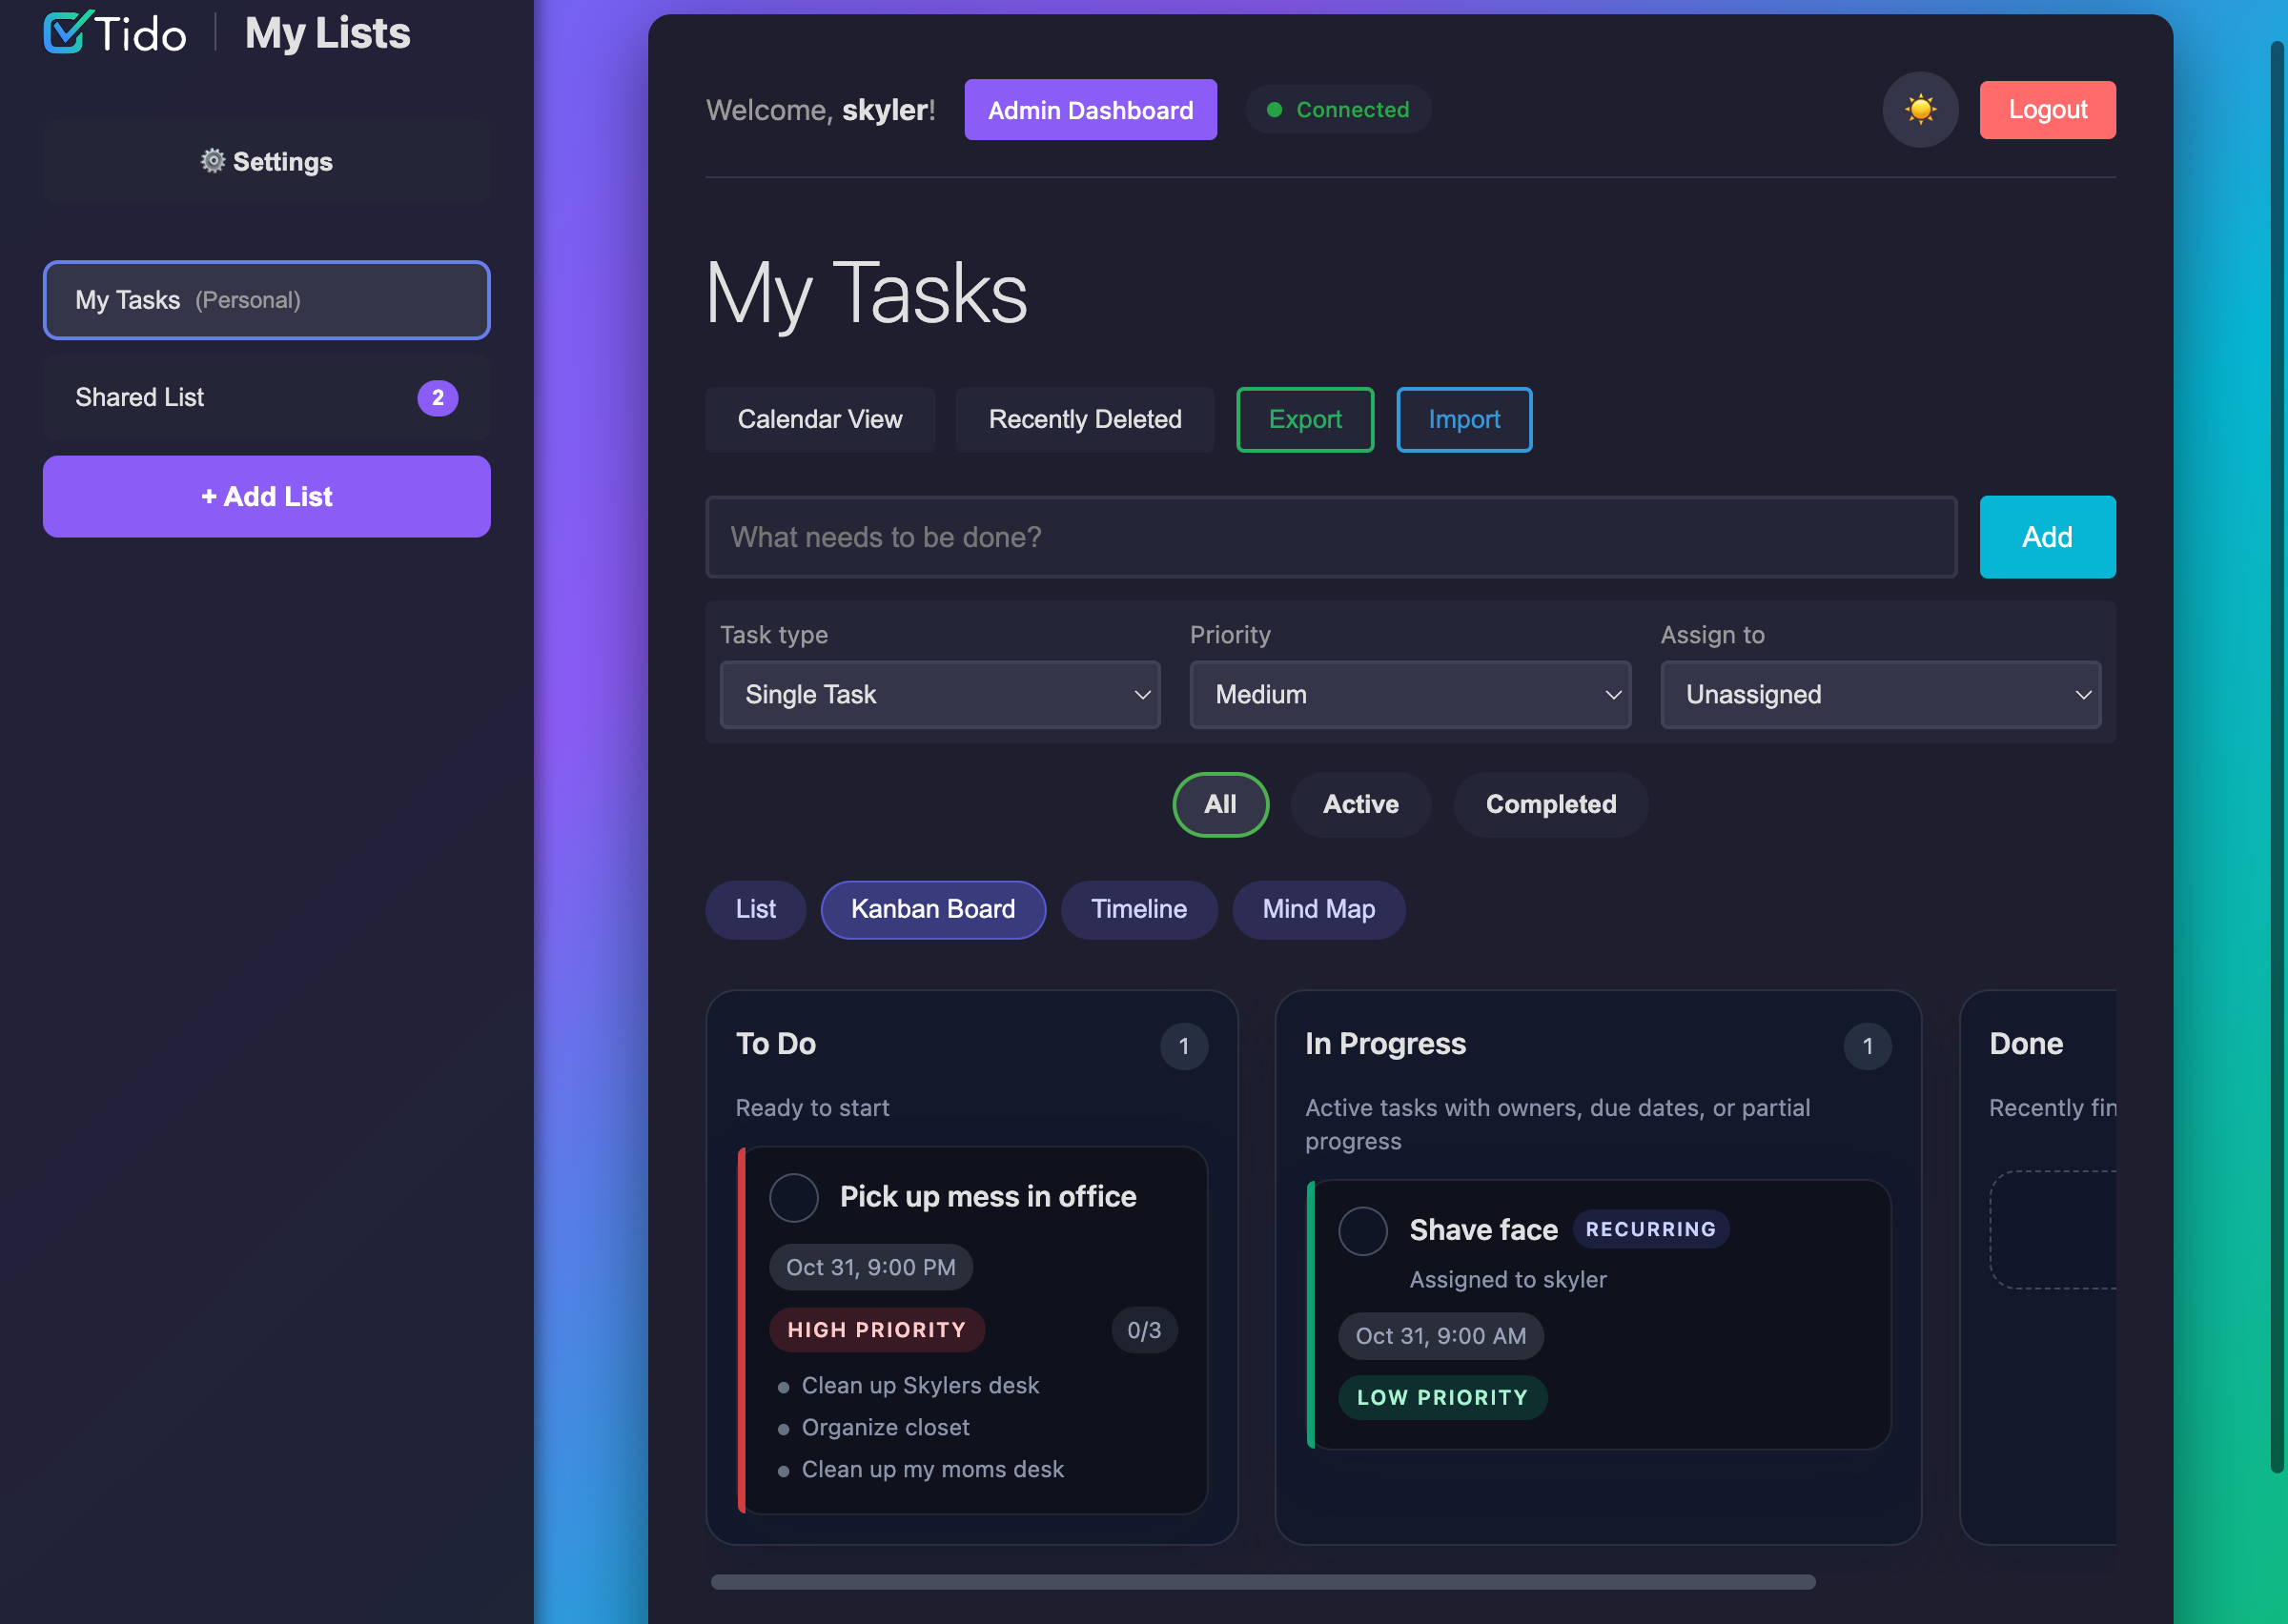 Tido
My Lists
⚙️ Settings
My Tasks (Personal)
Shared List 2
+ Add List
Welcome, skyler!
Admin Dashboard
Connected
Logout
My Tasks
Calendar View
Recently Deleted
Export
Import
What needs to be done?
Add
Task type
Single Task
Priority
Medium
Assign to
Unassigned
All
Active
Completed
List
Kanban Board
Timeline
Mind Map
To Do 1
Ready to start
Pick up mess in office
Oct 31, 9:00 PM
HIGH PRIORITY
0/3
Clean up Skylers desk
Organize closet
Clean up my moms desk
In Progress 1
Active tasks with owners, due dates, or partial
progress
Shave face RECURRING
Assigned to skyler
Oct 31, 9:00 AM
LOW PRIORITY
Done
Recently fin